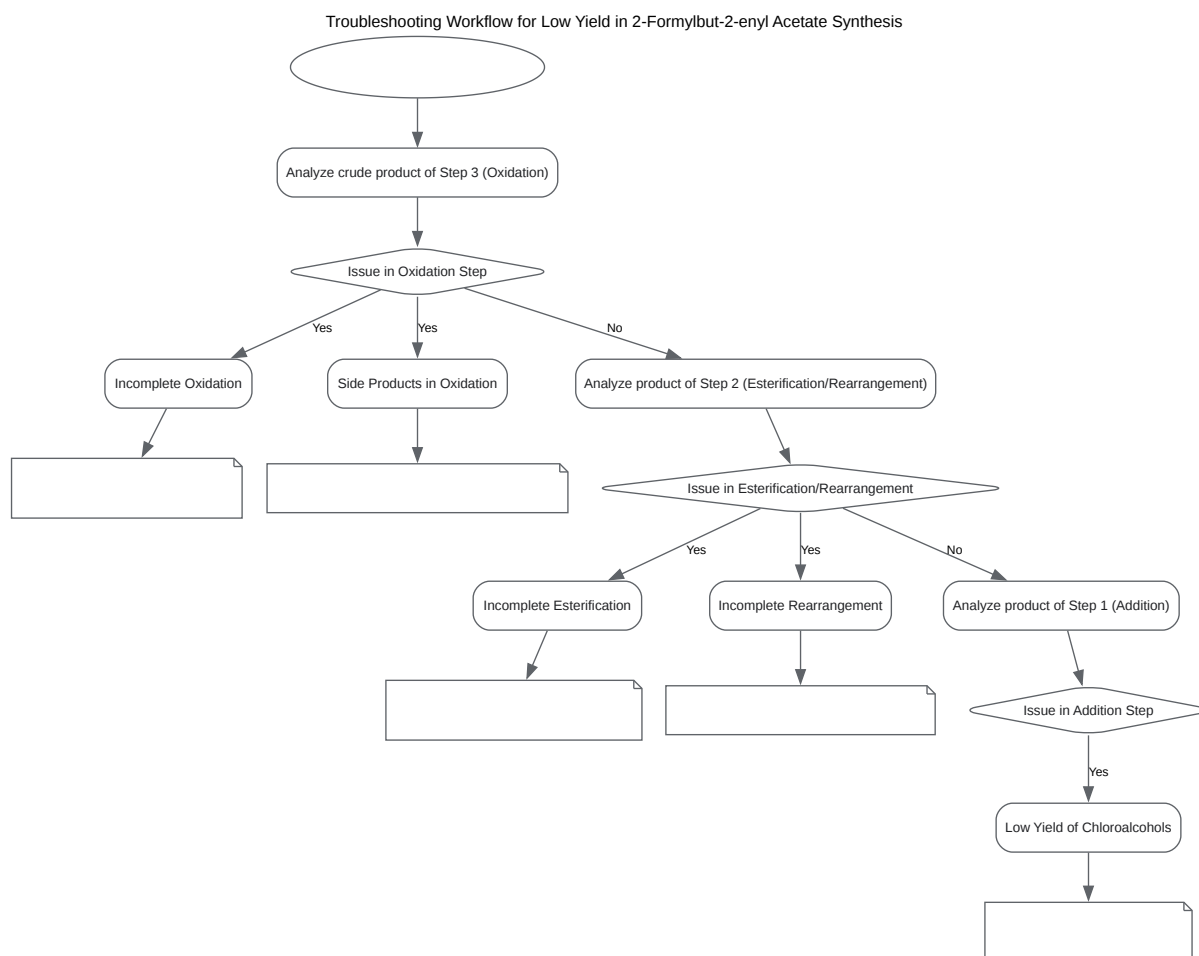 Troubleshooting Workflow for Low Yield in 2-Formylbut-2-enyl Acetate Synthesis
Analyze crude product of Step 3 (Oxidation)
Issue in Oxidation Step
Yes
Yes
No
Incomplete Oxidation
Side Products in Oxidation
Analyze product of Step 2 (Esterification/Rearrangement)
Issue in Esterification/Rearrangement
Yes
Yes
No
Incomplete Esterification
Incomplete Rearrangement
Analyze product of Step 1 (Addition)
Issue in Addition Step
Yes
Low Yield of Chloroalcohols